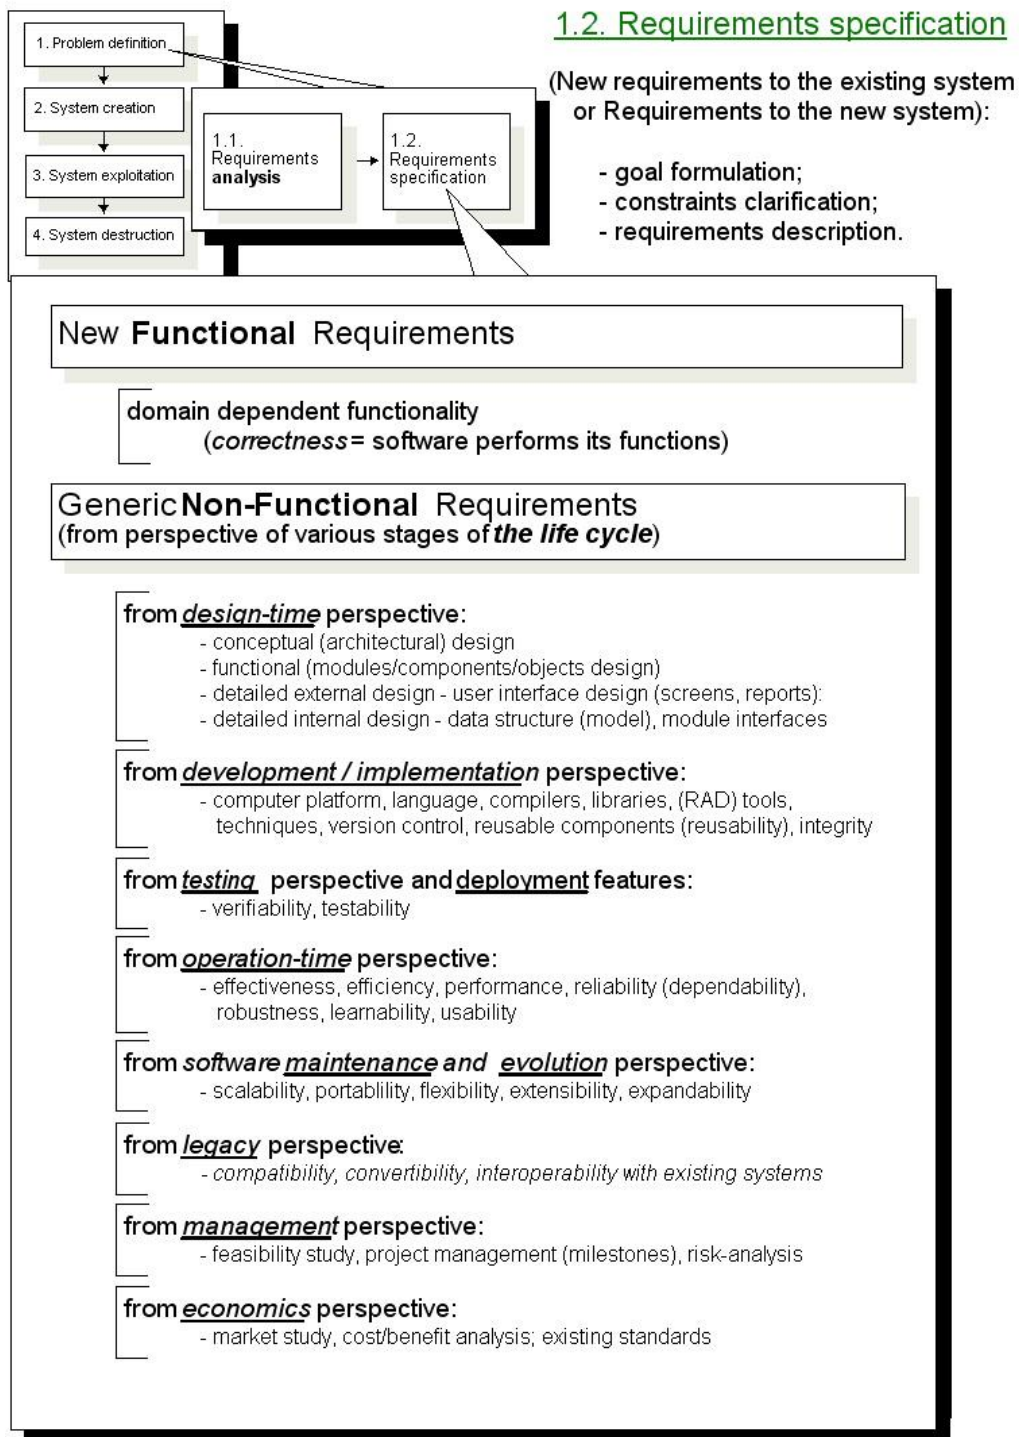 1. Problem definition
2. System creation
3. System exploitation
4. System destruction
1.1.
Requirements
analysis
1.2.
Requirements
specification
1.2. Requirements specification
(New requirements to the existing system
or Requirements to the new system):
- goal formulation;
- constraints clarification;
- requirements description.
New Functional Requirements
domain dependent functionality
(correctness = software performs its functions)
Generic Non-Functional Requirements
(from perspective of various stages of the life cycle)
from design-time perspective:
- conceptual (architectural) design
- functional (modules/components/objects design)
- detailed external design - user interface design (screens, reports):
- detailed internal design - data structure (model), module interfaces
from development / implementation perspective:
- computer platform, language, compilers, libraries, (RAD) tools,
techniques, version control, reusable components (reusability), integrity
from testing perspective and deployment features:
- verifiability, testability
from operation-time perspective:
- effectiveness, efficiency, performance, reliability (dependability),
robustness, learnability, usability
from software maintenance and evolution perspective:
- scalability, portablility, flexibility, extensibility, expandability
from legacy perspective:
- compatibility, convertibility, interoperability with existing systems
from management perspective:
- feasibility study, project management (milestones), risk-analysis
from economics perspective:
- market study, cost/benefit analysis; existing standards